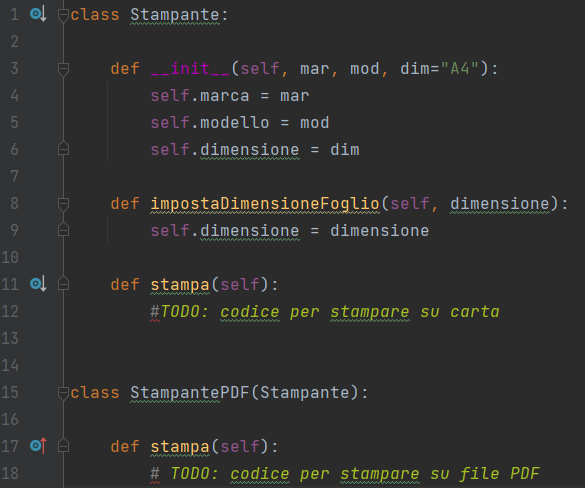 1 class Stampante:
2
3     def __init__(self, mar, mod, dim="A4"):
4         self.marca = mar
5         self.modello = mod
6         self.dimensione = dim
7
8     def impostaDimensioneFoglio(self, dimensione):
9         self.dimensione = dimensione
10
11     def stampa(self):
12         #TODO: codice per stampare su carta
13
14
15 class StampantePDF(Stampante):
16
17     def stampa(self):
18         # TODO: codice per stampare su file PDF